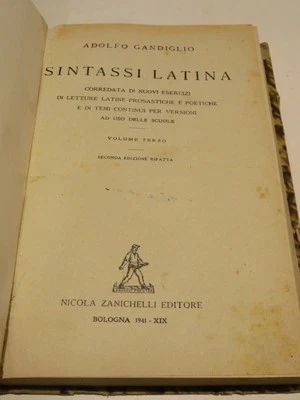 ADOLFO GANDIGLIO
SINTASSI LATINA
CORREDATA DI NUOVI ESERCIZI
DI LETTURE LATINE PROSASTICHE E POETICHE
E DI TEMI CONTINUI PER VERSIONI
AD USO DELLE SCUOLE
VOLUME TERZO
SECONDA EDIZIONE RIFATTA
NICOLA ZANICHELLI EDITORE
BOLOGNA 1941 - XIX